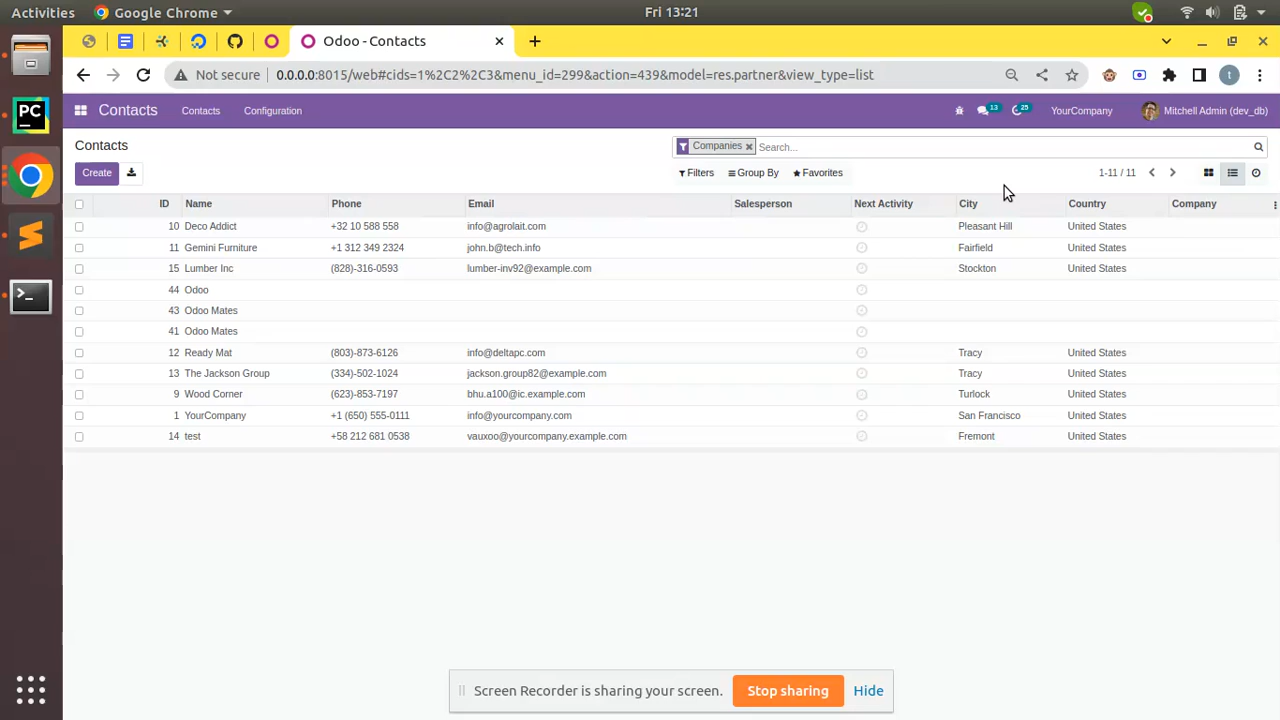 Activities Google Chrome Fri 13:21
Odoo - Contacts
Not secure 0.0.0.0:8015/web#cids=1%2C2%2C3&menu_id=299&action=439&model=res.partner&view_type=list t
Contacts Contacts Configuration 13 25 YourCompany Mitchell Admin (dev_db)
Contacts Companies Search...
Create Filters Group By Favorites 1-11 / 11
ID Name Phone Email Salesperson Next Activity City Country Company
10 Deco Addict +32 10 588 558 info@agrolait.com Pleasant Hill United States
11 Gemini Furniture +1 312 349 2324 john.b@tech.info Fairfield United States
15 Lumber Inc (828)-316-0593 lumber-inv92@example.com Stockton United States
44 Odoo
43 Odoo Mates
41 Odoo Mates
12 Ready Mat (803)-873-6126 info@deltapc.com Tracy United States
13 The Jackson Group (334)-502-1024 jackson.group82@example.com Tracy United States
9 Wood Corner (623)-853-7197 bhu.a100@ic.example.com Turlock United States
1 YourCompany +1 (650) 555-0111 info@yourcompany.com San Francisco United States
14 test +58 212 681 0538 vauxoo@yourcompany.example.com Fremont United States
PC
Screen Recorder is sharing your screen. Stop sharing Hide